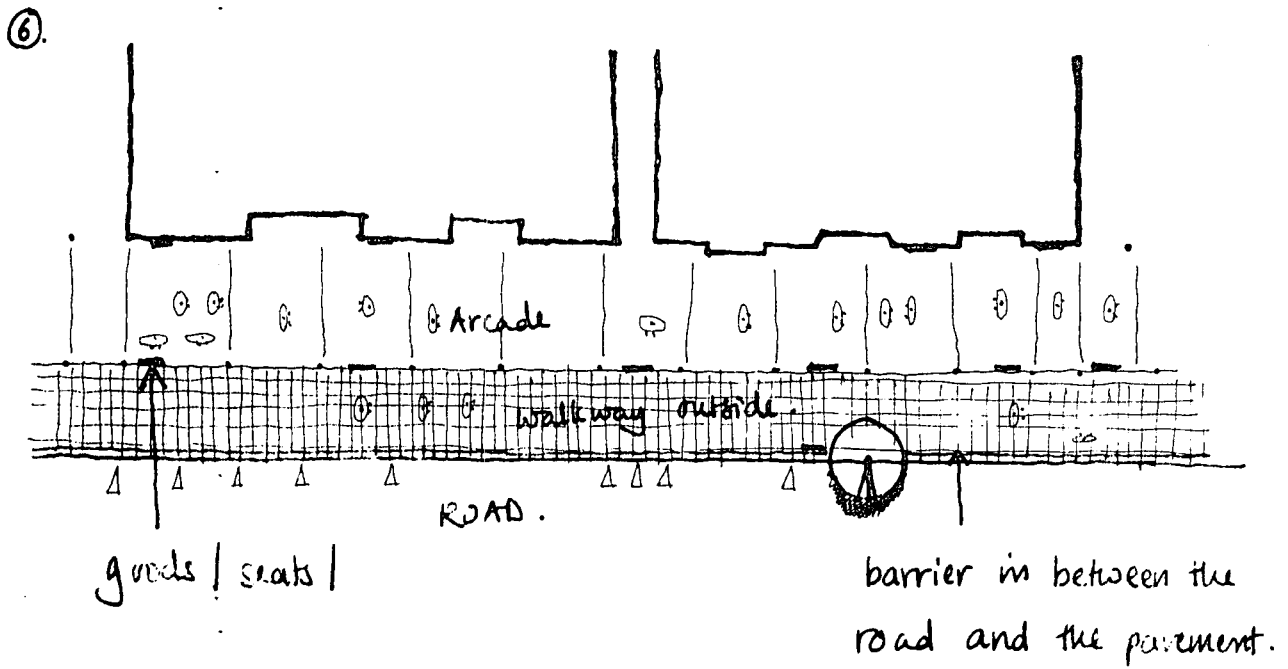 6.
Arcade
walkway outside.
ROAD.
goods / seats /
barrier in between the
road and the pavement.